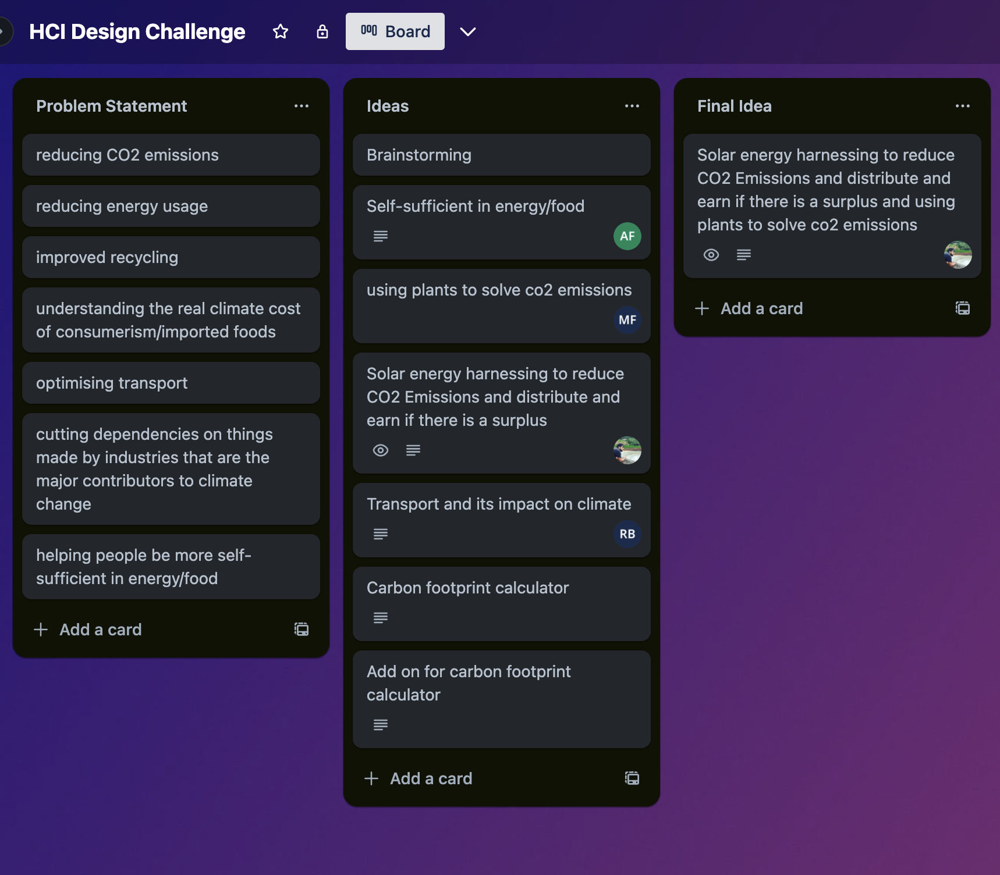 HCI Design Challenge
Board
Problem Statement
reducing CO2 emissions
reducing energy usage
improved recycling
understanding the real climate cost
of consumerism/imported foods
optimising transport
cutting dependencies on things
made by industries that are the
major contributors to climate
change
helping people be more self-
sufficient in energy/food
Add a card
Ideas
Brainstorming
Self-sufficient in energy/food
AF
using plants to solve co2 emissions
MF
Solar energy harnessing to reduce
CO2 Emissions and distribute and
earn if there is a surplus
Transport and its impact on climate
RB
Carbon footprint calculator
Add on for carbon footprint
calculator
Add a card
Final Idea
Solar energy harnessing to reduce
CO2 Emissions and distribute and
earn if there is a surplus and using
plants to solve co2 emissions
Add a card